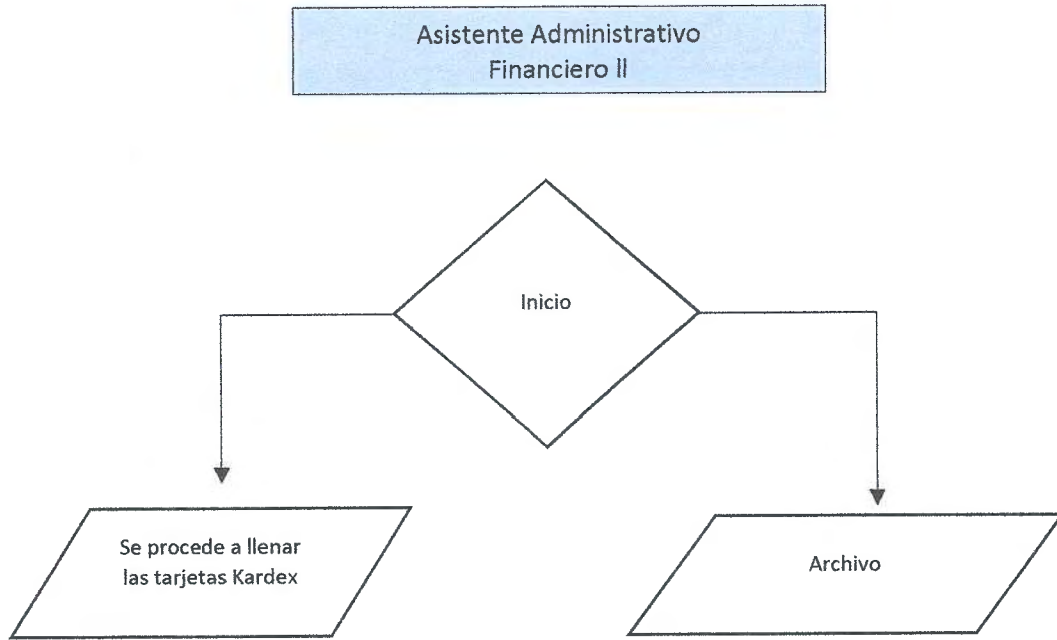 Asistente Administrativo
Financiero II
Inicio
Se procede a llenar
las tarjetas Kardex
Archivo